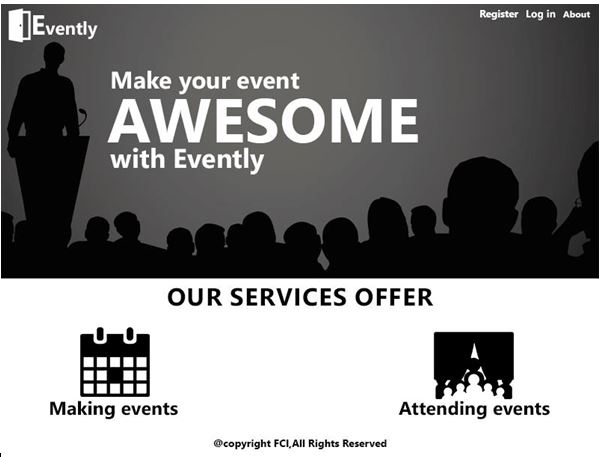 Evently
Register Log in About
Make your event
AWESOME
with Evently
OUR SERVICES OFFER
Making events
Attending events
@copyright FCI,All Rights Reserved